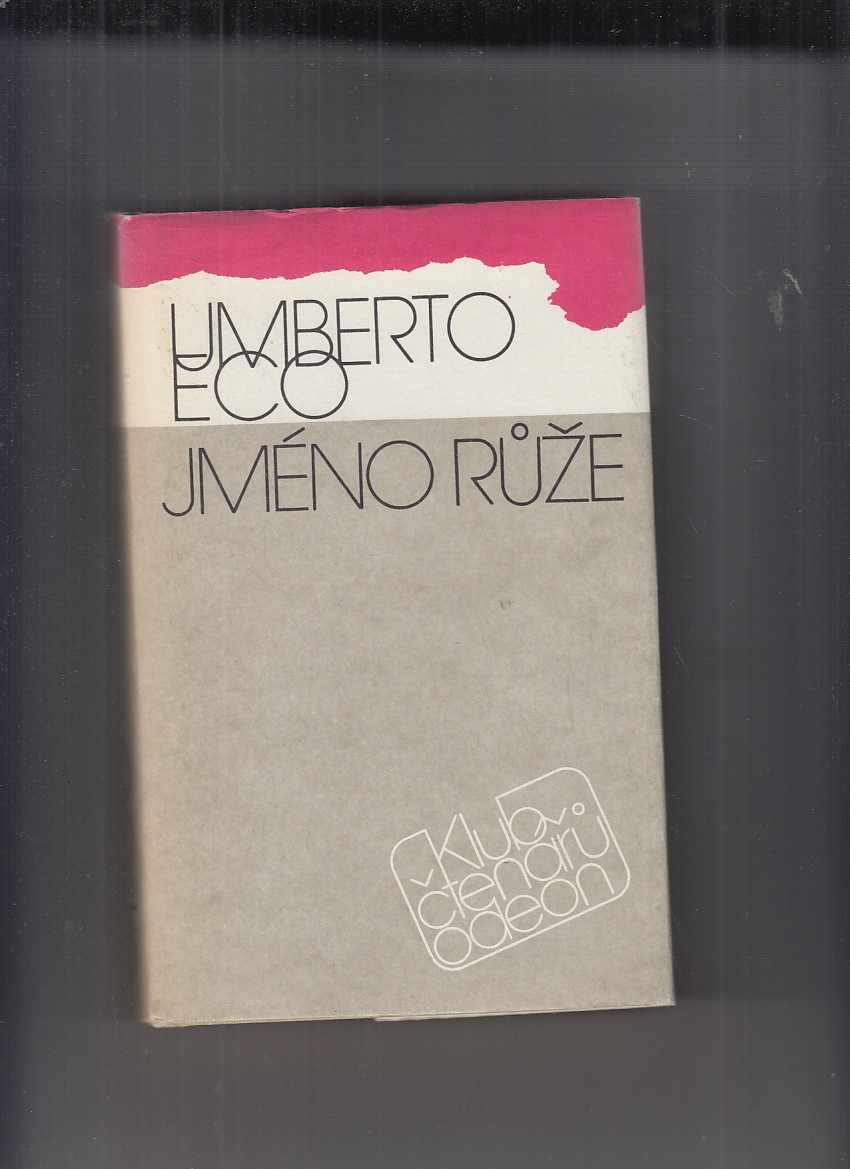 UMBERTO
ECO
JMÉNO RŮŽE
Klub
čtenářů
odeon